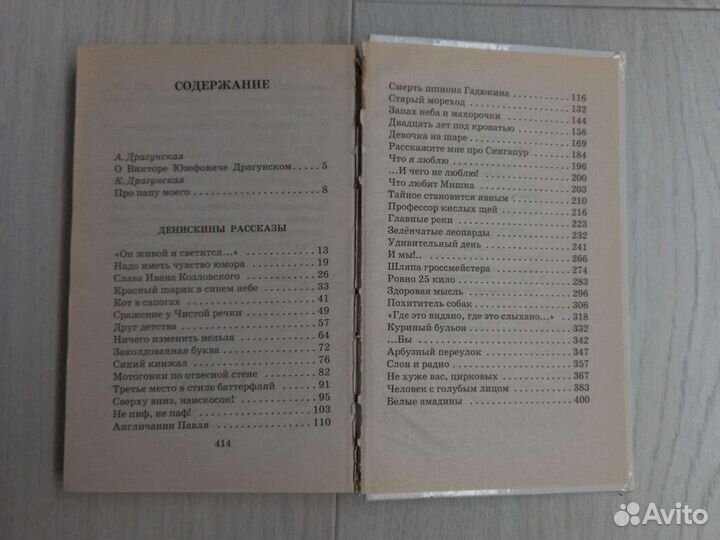 СОДЕРЖАНИЕ
А. Драгунская
О Викторе Юзефовиче Драгунском ..... 5
К. Драгунская
Про папу моего .................... 8
ДЕНИСКИНЫ РАССКАЗЫ
«Он живой и светится...» ........... 13
Надо иметь чувство юмора .......... 19
Слава Ивана Козловского ........... 26
Красный шарик в синем небе ........ 33
Кот в сапогах ..................... 41
Сражение у Чистой речки ........... 49
Друг детства ...................... 57
Ничего изменить нельзя ............ 64
Заколдованная буква ............... 72
Синий кинжал ...................... 76
Мотогонки по отвесной стене ....... 82
Третье место в стиле баттерфляй ... 91
Сверху вниз, наискосок! ........... 95
Не пиф, не паф! ................... 103
Англичанин Павля .................. 110
414
Смерть шпиона Гадюкина ............ 116
Старый мореход .................... 132
Запах неба и махорочки ............ 144
Двадцать лет под кроватью ......... 158
Девочка на шаре ................... 169
Расскажите мне про Сингапур ....... 184
Что я люблю ....................... 196
...И чего не люблю! ............... 200
Что любит Мишка ................... 203
Тайное становится явным ........... 210
Профессор кислых щей .............. 216
Главные реки ...................... 223
Зелёнчатые леопарды ............... 232
Удивительный день ................. 241
И мы!.. ........................... 266
Шляпа гроссмейстера ............... 274
Ровно 25 кило ..................... 283
Здоровая мысль .................... 296
Похититель собак .................. 306
«Где это видано, где это слыхано...» . 318
Куриный бульон .................... 332
...Бы ............................. 342
Арбузный переулок ................. 347
Слон и радио ...................... 357
Не хуже вас, цирковых ............. 367
Человек с голубым лицом ........... 383
Белые амадины ..................... 400
Avito